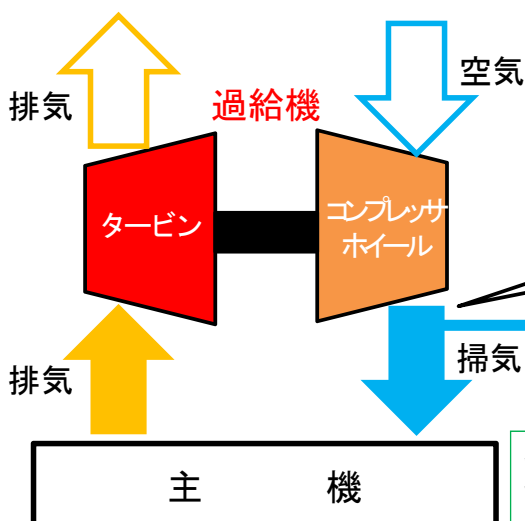 排気
過給機
空気
タービン
コンプレッサ
ホイール
排気
掃気
主 機